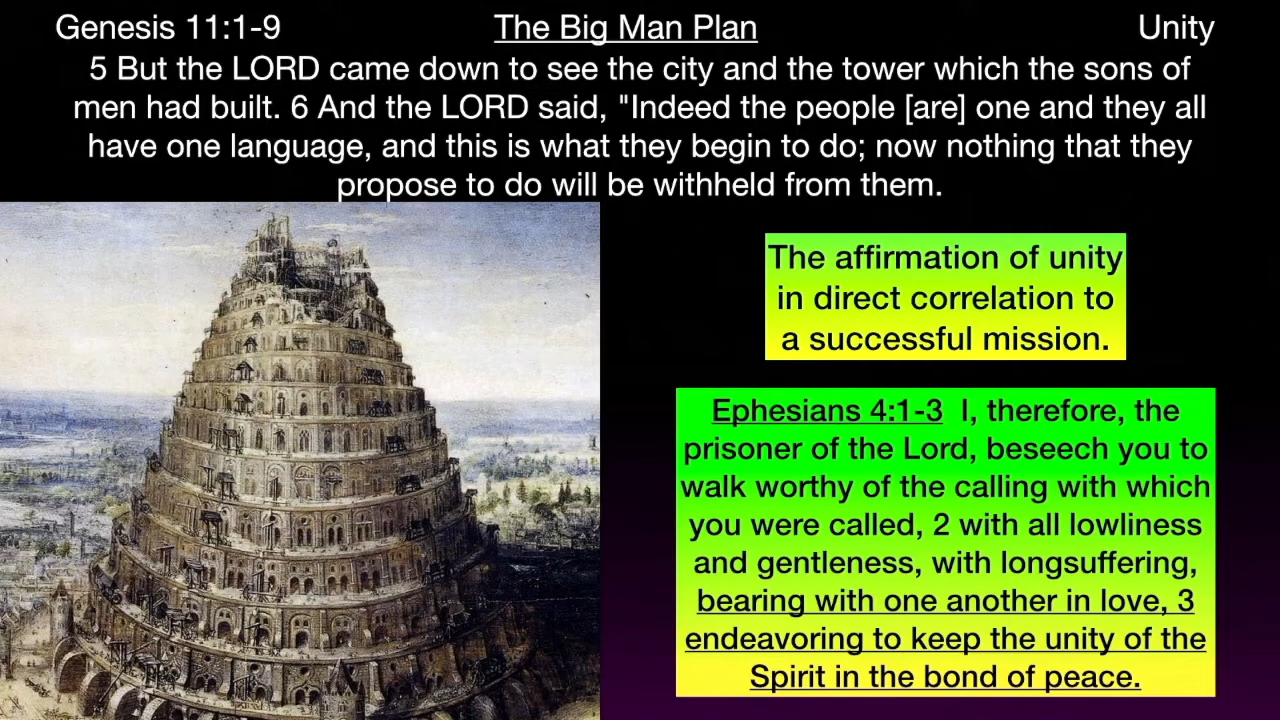 Genesis 11:1-9 The Big Man Plan Unity
5 But the LORD came down to see the city and the tower which the sons of
men had built. 6 And the LORD said, "Indeed the people [are] one and they all
have one language, and this is what they begin to do; now nothing that they
propose to do will be withheld from them.
The affirmation of unity
in direct correlation to
a successful mission.
Ephesians 4:1-3 I, therefore, the
prisoner of the Lord, beseech you to
walk worthy of the calling with which
you were called, 2 with all lowliness
and gentleness, with longsuffering,
bearing with one another in love, 3
endeavoring to keep the unity of the
Spirit in the bond of peace.